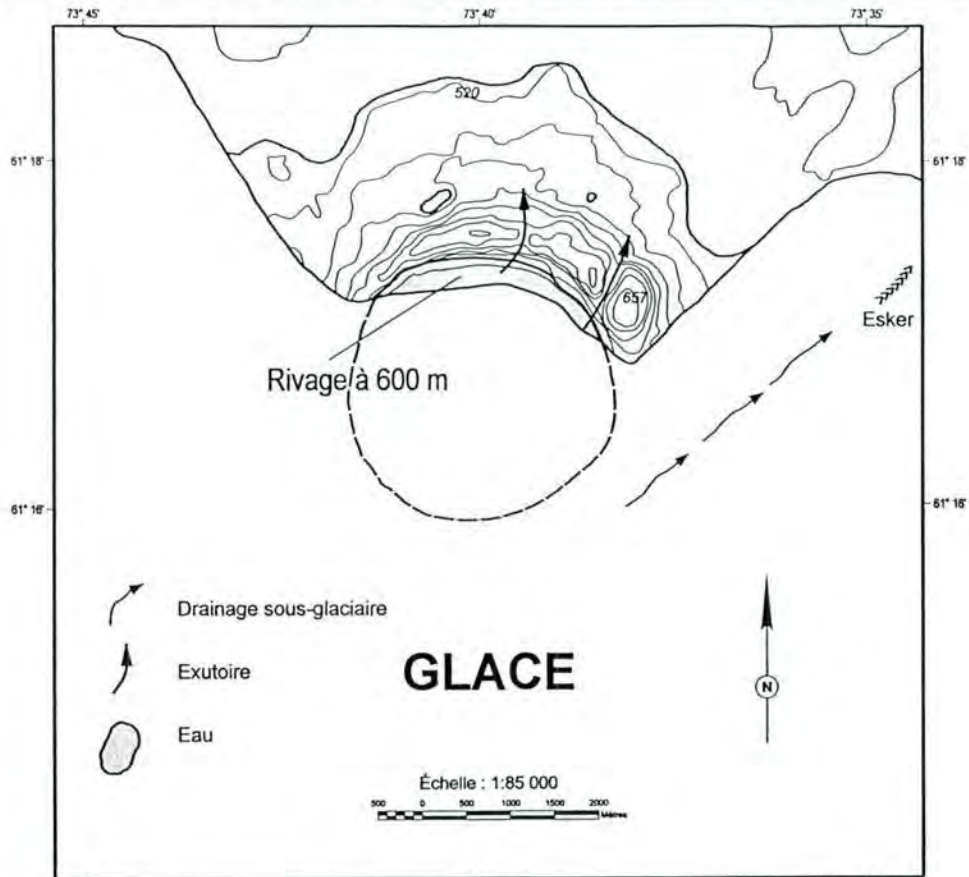 73° 45'
73° 40'
73° 35'
520
61° 18'
61° 18'
657
Esker
Rivage à 600 m
61° 16'
61° 16'
Drainage sous-glaciaire
Exutoire
GLACE
N
Eau
Échelle : 1:85 000
500 0 500 1000 1500 2000
Mètres